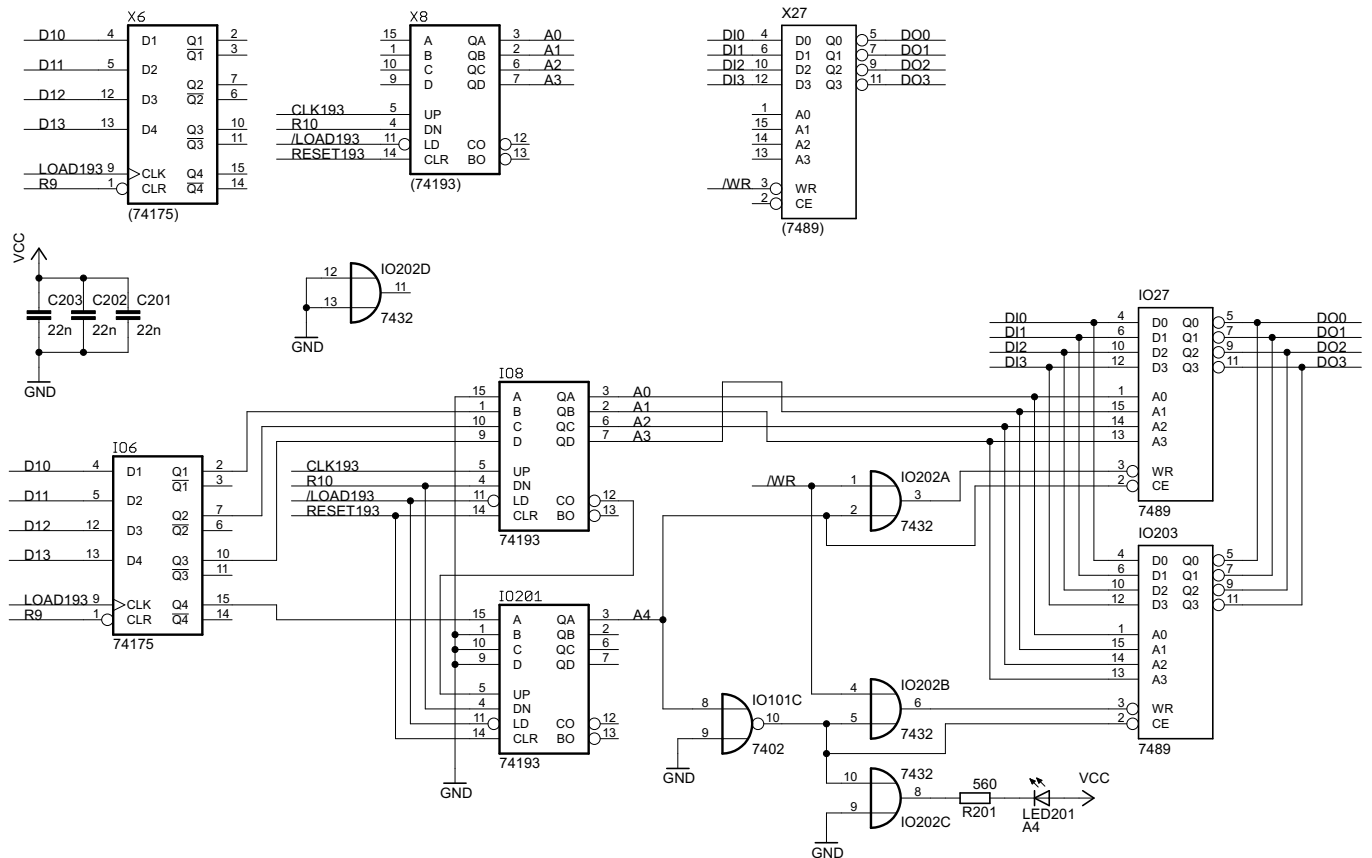 X6
D10 4 D1 Q1 2
Q1 3
D11 5 D2
Q2 7
D12 12 D3 Q2 6
D13 13 D4 Q3 10
Q3 11
LOAD193 9 CLK Q4 15
R9 1 CLR Q4 14
(74175)
X8
15 A QA 3 A0
1 B QB 2 A1
10 C QC 6 A2
9 D QD 7 A3
CLK193 5 UP
R10 4 DN
/LOAD193 11 LD CO 12
RESET193 14 CLR BO 13
(74193)
X27
DI0 4 D0 Q0 5 DO0
DI1 6 D1 Q1 7 DO1
DI2 10 D2 Q2 9 DO2
DI3 12 D3 Q3 11 DO3
1 A0
15 A1
14 A2
13 A3
/WR 3 WR
2 CE
(7489)
VCC
C203 C202 C201
22n 22n 22n
GND
12 IO202D
11
13 7432
GND
IO6
D10 4 D1 Q1 2
Q1 3
D11 5 D2
Q2 7
D12 12 D3 Q2 6
D13 13 D4 Q3 10
Q3 11
LOAD193 9 CLK Q4 15
R9 1 CLR Q4 14
74175
IO8
15 A QA 3 A0
1 B QB 2 A1
10 C QC 6 A2
9 D QD 7 A3
CLK193 5 UP
R10 4 DN
/LOAD193 11 LD CO 12
RESET193 14 CLR BO 13
74193
IO201
15 A QA 3 A4
1 B QB 2
10 C QC 6
9 D QD 7
5 UP
4 DN
11 LD CO 12
14 CLR BO 13
74193
GND
IO202A
/WR 1
3
2 7432
IO101C
8
10
9 7402
GND
IO202B
4
6
5 7432
7432
10
8
9 IO202C
GND
560
R201
LED201
A4
VCC
IO27
DI0 4 D0 Q0 5 DO0
DI1 6 D1 Q1 7 DO1
DI2 10 D2 Q2 9 DO2
DI3 12 D3 Q3 11 DO3
1 A0
15 A1
14 A2
13 A3
3 WR
2 CE
7489
IO203
4 D0 Q0 5
6 D1 Q1 7
10 D2 Q2 9
12 D3 Q3 11
1 A0
15 A1
14 A2
13 A3
3 WR
2 CE
7489